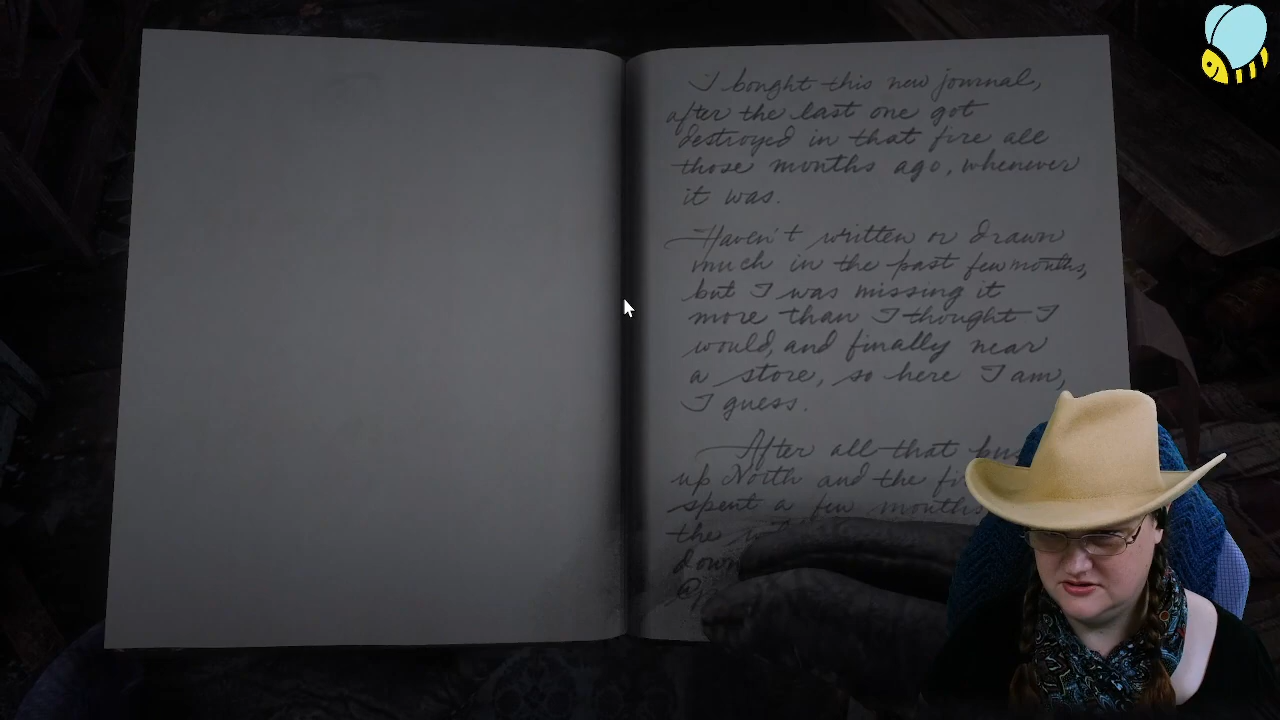 I bought this new journal,
after the last one got
destroyed in that fire all
those months ago, whenever
it was.
Haven't written or drawn
much in the past few months,
but I was missing it
more than I thought I
would, and finally near
a store, so here I am,
I guess.
After all that
up North and the
spent a few months
the
down